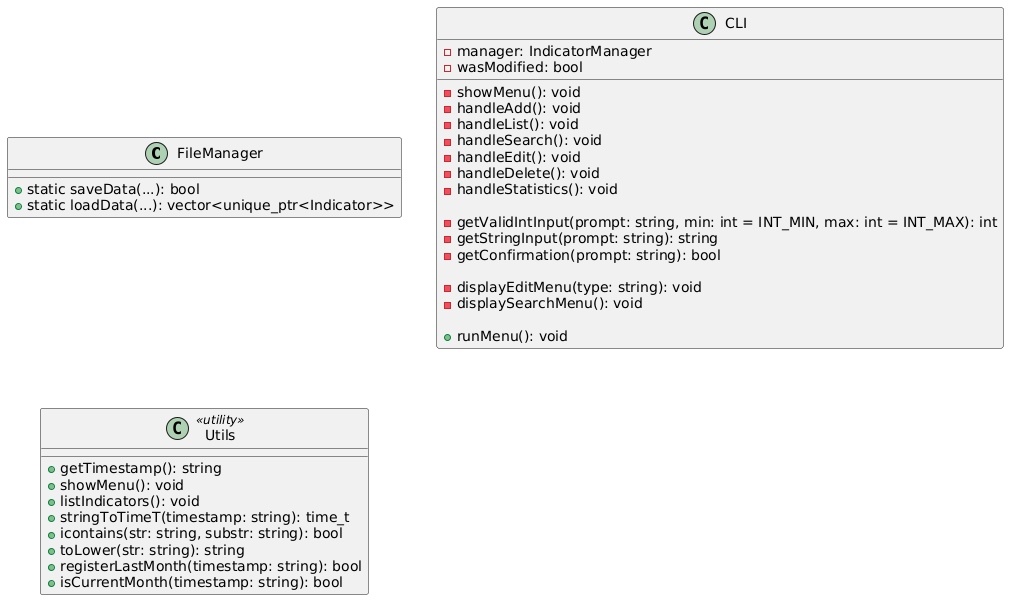 C FileManager
static saveData(...): bool
static loadData(...): vector<unique_ptr<Indicator>>
C CLI
manager: IndicatorManager
wasModified: bool
showMenu(): void
handleAdd(): void
handleList(): void
handleSearch(): void
handleEdit(): void
handleDelete(): void
handleStatistics(): void
getValidIntInput(prompt: string, min: int = INT_MIN, max: int = INT_MAX): int
getStringInput(prompt: string): string
getConfirmation(prompt: string): bool
displayEditMenu(type: string): void
displaySearchMenu(): void
runMenu(): void
C «utility»
Utils
getTimestamp(): string
showMenu(): void
listIndicators(): void
stringToTimeT(timestamp: string): time_t
icontains(str: string, substr: string): bool
toLower(str: string): string
registerLastMonth(timestamp: string): bool
isCurrentMonth(timestamp: string): bool